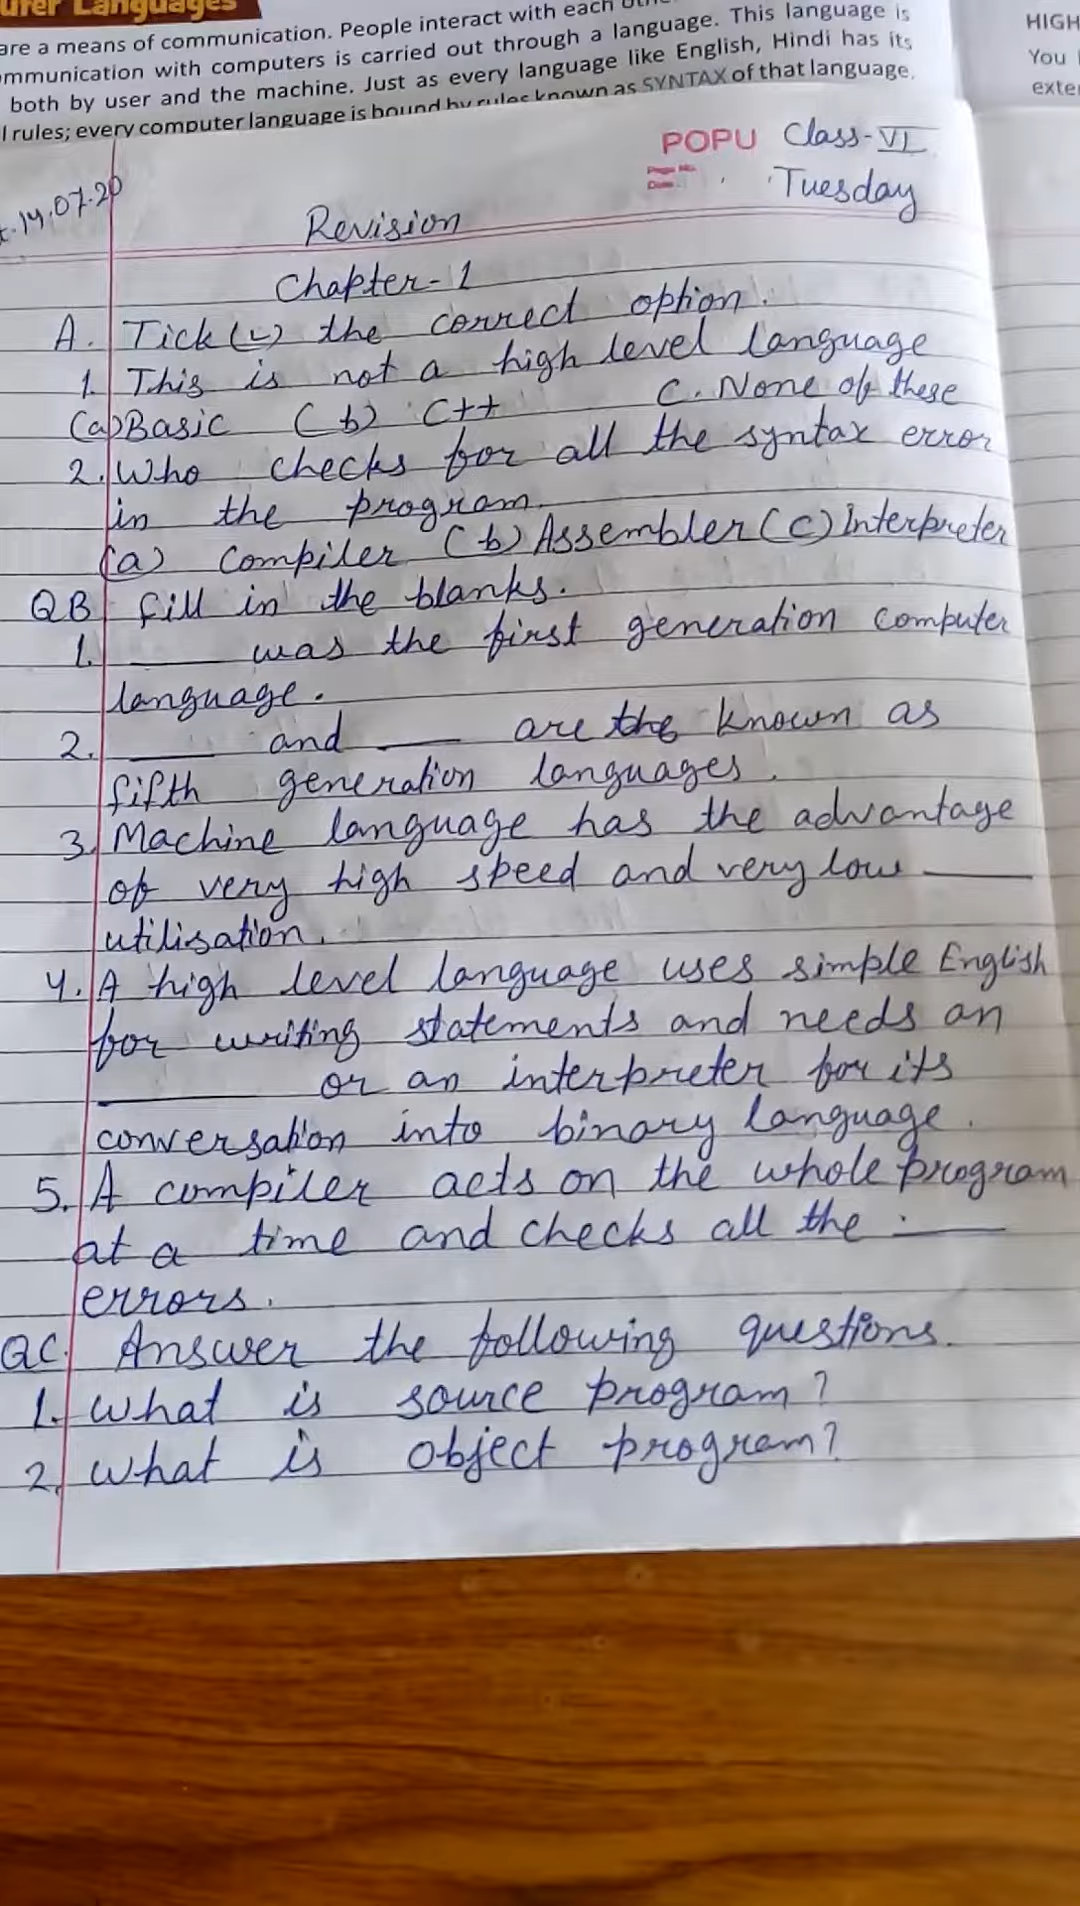 uter Languages
are a means of communication. People interact with each
mmunication with computers is carried out through a language. This language is
both by user and the machine. Just as every language like English, Hindi has its
l rules; every computer language is bound by rules known as SYNTAX of that language.
HIGH
You
exte
POPU Class-VI
Page No.
Date
Tuesday
t.14.07.20
Revision
Chapter-1
A. Tick (✓) the correct option.
1. This is not a high level language
(a) Basic (b) C++ C. None of these
2. Who checks for all the syntax error
in the program.
(a) Compiler (b) Assembler (c) Interpreter
QB fill in the blanks.
1. ____ was the first generation computer
language.
2. ____ and ____ are the known as
fifth generation languages.
3. Machine language has the advantage
of very high speed and very low ____
utilisation.
4. A high level language uses simple English
for writing statements and needs an
____ or an interpreter for its
conversation into binary language.
5. A compiler acts on the whole program
at a time and checks all the ____
errors.
QC. Answer the following questions.
1. What is source program?
2. What is object program?